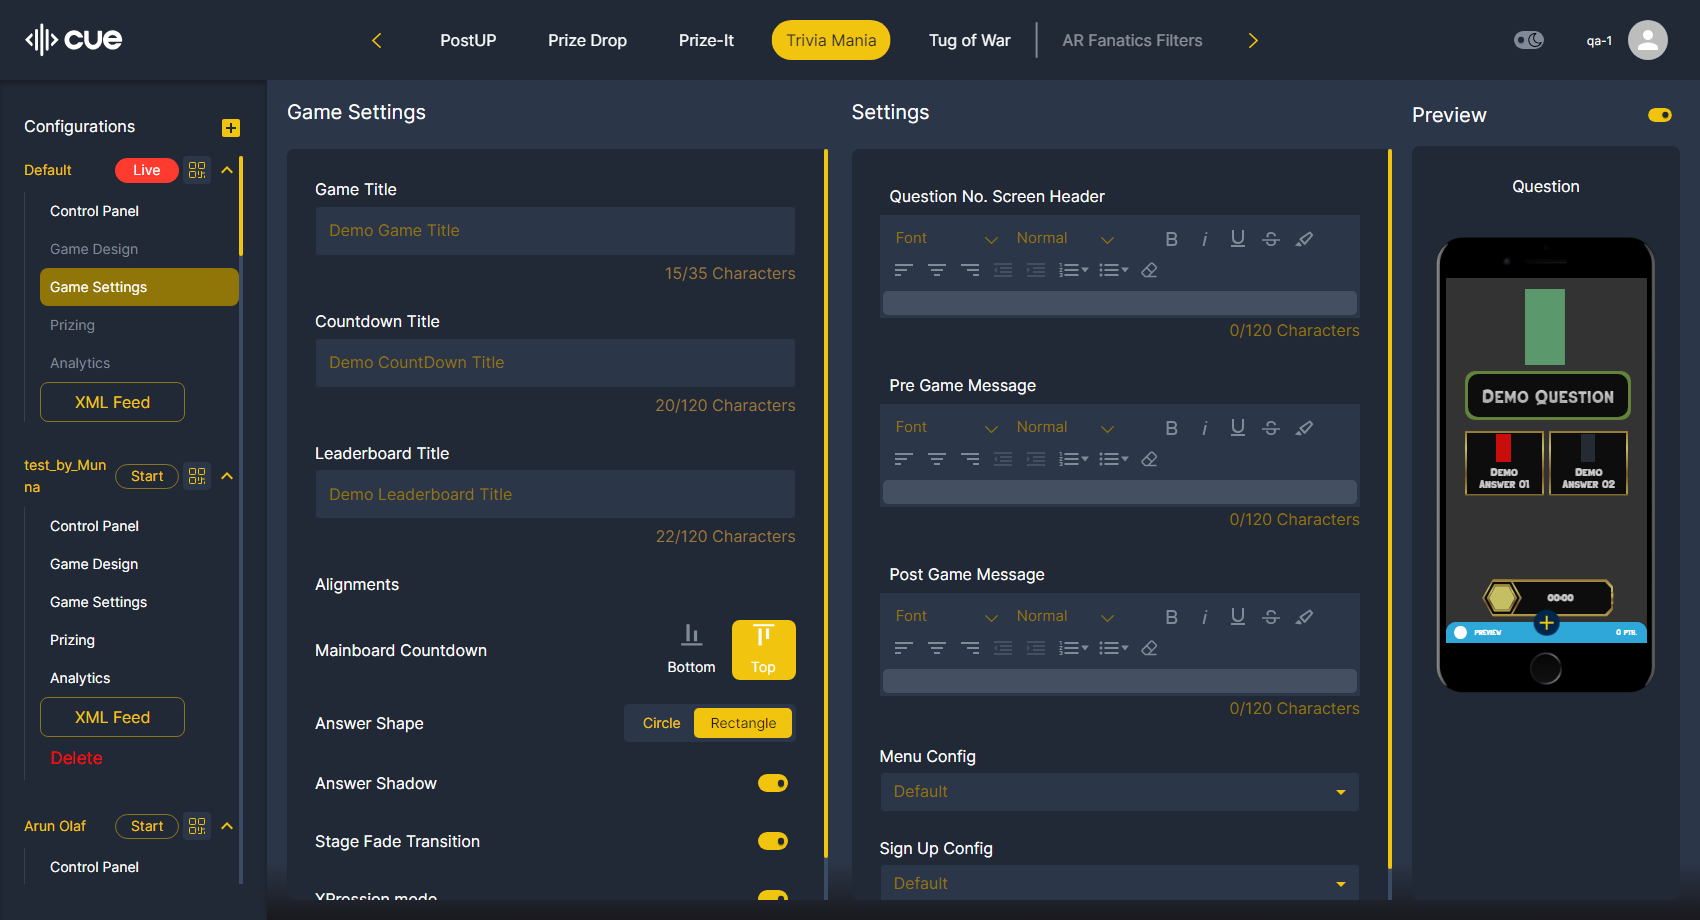 cue
PostUP
Prize Drop
Prize-It
Trivia Mania
Tug of War
AR Fanatics Filters
qa-1
Configurations
Default
Live
Control Panel
Game Design
Game Settings
Prizing
Analytics
XML Feed
test_by_Mun
na
Start
Control Panel
Game Design
Game Settings
Prizing
Analytics
XML Feed
Delete
Arun Olaf
Start
Control Panel
Game Settings
Game Title
Demo Game Title
15/35 Characters
Countdown Title
Demo CountDown Title
20/120 Characters
Leaderboard Title
Demo Leaderboard Title
22/120 Characters
Alignments
Mainboard Countdown
Bottom
Top
Answer Shape
Circle
Rectangle
Answer Shadow
Stage Fade Transition
XPression mode
Settings
Question No. Screen Header
Font
Normal
B i U S
0/120 Characters
Pre Game Message
Font
Normal
B i U S
0/120 Characters
Post Game Message
Font
Normal
B i U S
0/120 Characters
Menu Config
Default
Sign Up Config
Default
Preview
Question
Demo Question
Demo
Answer 01
Demo
Answer 02
00:00
PREVIEW
0 PTS.